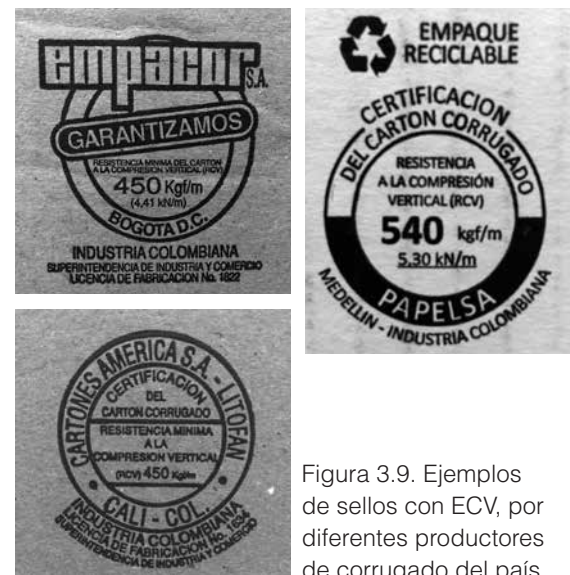 empacor S.A.
GARANTIZAMOS
RESISTENCIA MINIMA DEL CARTON
A LA COMPRESION VERTICAL (RCV)
450 Kgf/m
(4,41 kN/m)
BOGOTA D.C.
INDUSTRIA COLOMBIANA
SUPERINTENDENCIA DE INDUSTRIA Y COMERCIO
LICENCIA DE FABRICACION No. 1822
EMPAQUE
RECICLABLE
CERTIFICACION
DEL CARTON CORRUGADO
RESISTENCIA
A LA COMPRESIÓN
VERTICAL (RCV)
540 kgf/m
5.30 kN/m
PAPELSA
MEDELLIN - INDUSTRIA COLOMBIANA
CARTONES AMERICA S.A. - LITOFAN
CERTIFICACION
DEL
CARTON CORRUGADO
RESISTENCIA MINIMA
A LA
COMPRESION VERTICAL
(RCV) 450 Kgf/m
CALI - COL.
INDUSTRIA COLOMBIANA
LICENCIA DE FABRICACION No. 1634
SUPERINTENDENCIA DE INDUSTRIA Y COMERCIO
Figura 3.9. Ejemplos
de sellos con ECV, por
diferentes productores
de corrugado del país